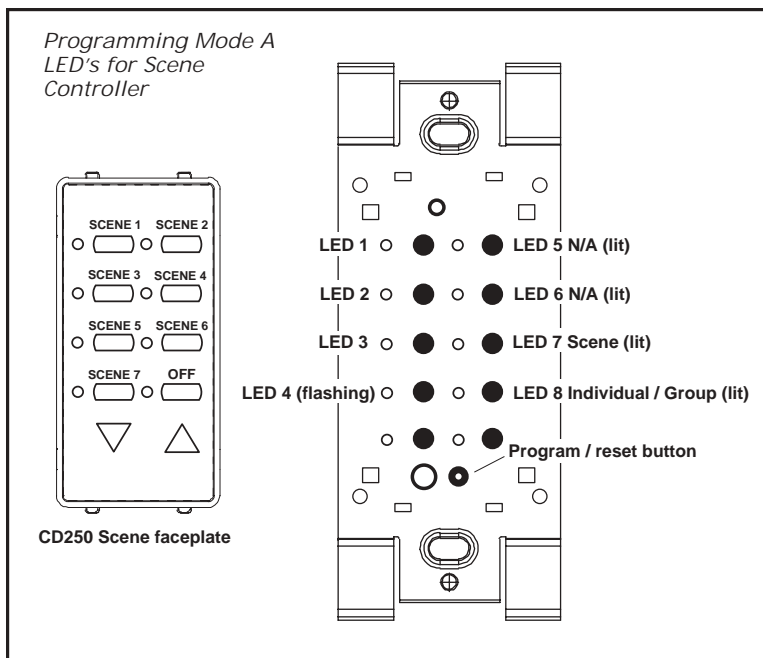 Programming Mode A
LED's for Scene
Controller
SCENE 1 SCENE 2
SCENE 3 SCENE 4
SCENE 5 SCENE 6
SCENE 7 OFF
CD250 Scene faceplate
LED 1 LED 5 N/A (lit)
LED 2 LED 6 N/A (lit)
LED 3 LED 7 Scene (lit)
LED 4 (flashing) LED 8 Individual / Group (lit)
Program / reset button